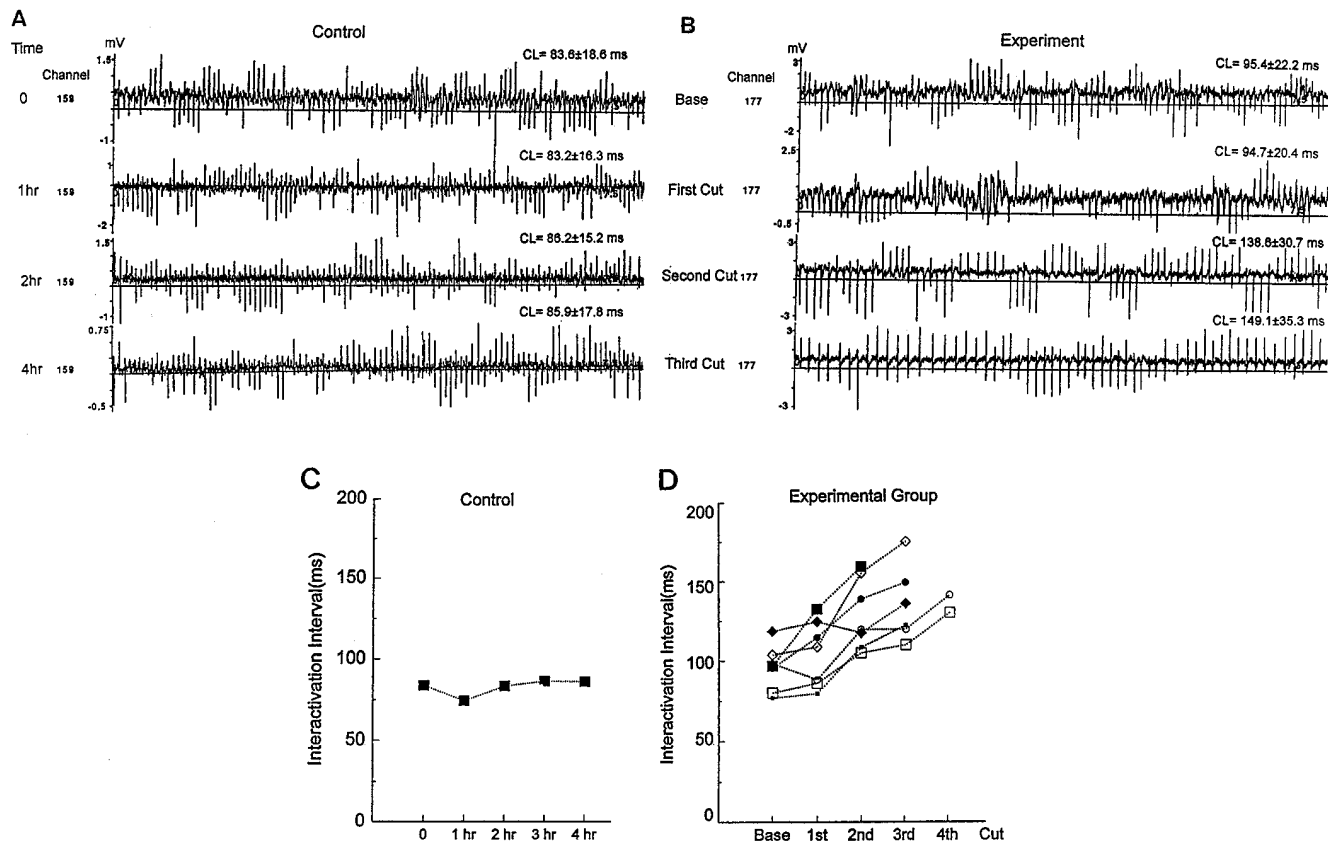 A
Control
Time
mV
Channel
0 159
1.5
-1
CL= 83.6±18.6 ms
1hr 159
1
-2
CL= 83.2±16.3 ms
2hr 159
1.5
-1
CL= 86.2±15.2 ms
4hr 159
0.75
-0.5
CL= 85.9±17.8 ms
B
Experiment
mV
Channel
Base 177
3
-2
CL= 95.4±22.2 ms
First Cut 177
2.5
-0.5
CL= 94.7±20.4 ms
Second Cut 177
3
-3
CL= 138.6±30.7 ms
Third Cut 177
3
-3
CL= 149.1±35.3 ms
C
Control
Interactivation Interval(ms)
200
150
100
50
0
0 1 hr 2 hr 3 hr 4 hr
D
Experimental Group
Interactivation Interval (ms)
200
150
100
50
0
Base 1st 2nd 3rd 4th Cut